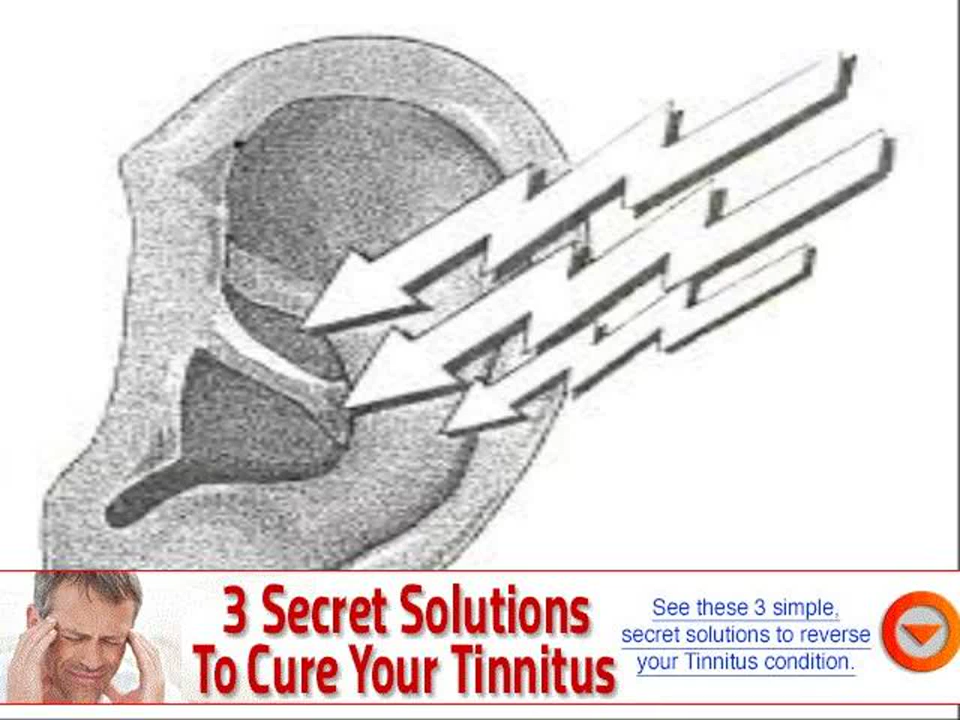 3 Secret Solutions
To Cure Your Tinnitus
See these 3 simple,
secret solutions to reverse
your Tinnitus condition.